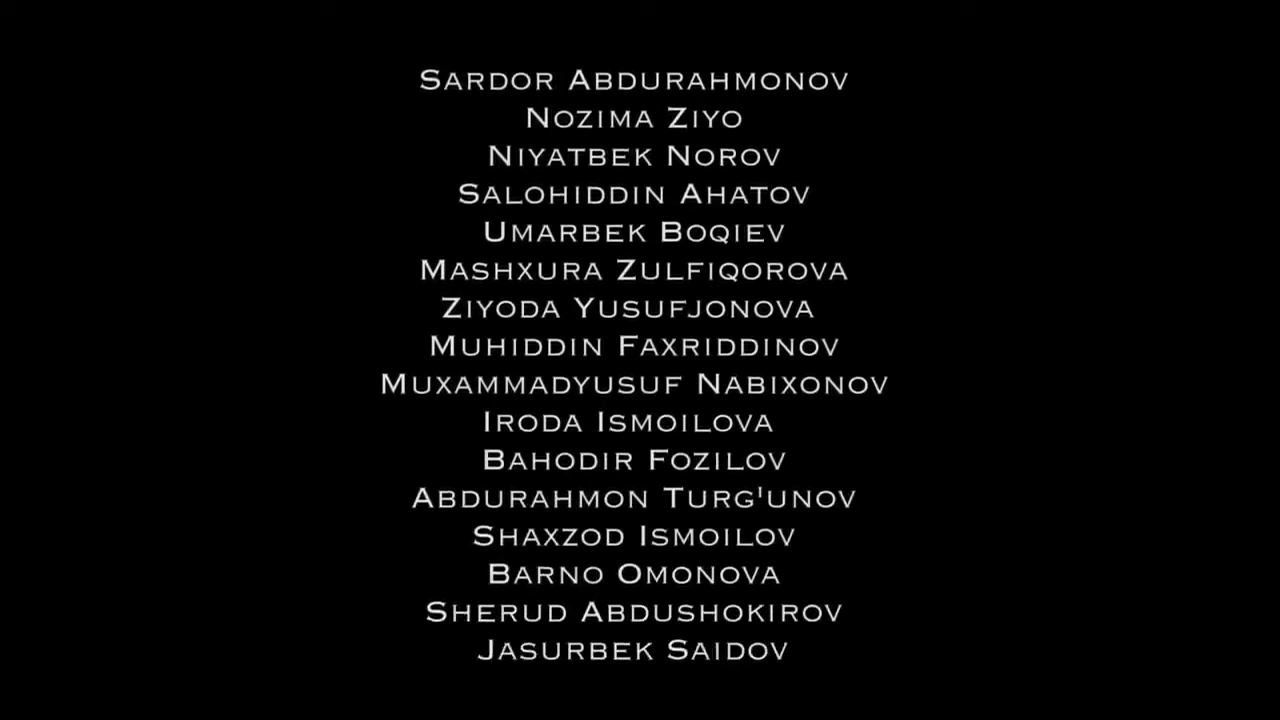 Sardor Abdurahmonov
Nozima Ziyo
Niyatbek Norov
Salohiddin Ahatov
Umarbek Boqiev
Mashxura Zulfiqorova
Ziyoda Yusufjonova
Muhiddin Faxriddinov
Muxammadyusuf Nabixonov
Iroda Ismoilova
Bahodir Fozilov
Abdurahmon Turg'unov
Shaxzod Ismoilov
Barno Omonova
Sherud Abdushokirov
Jasurbek Saidov